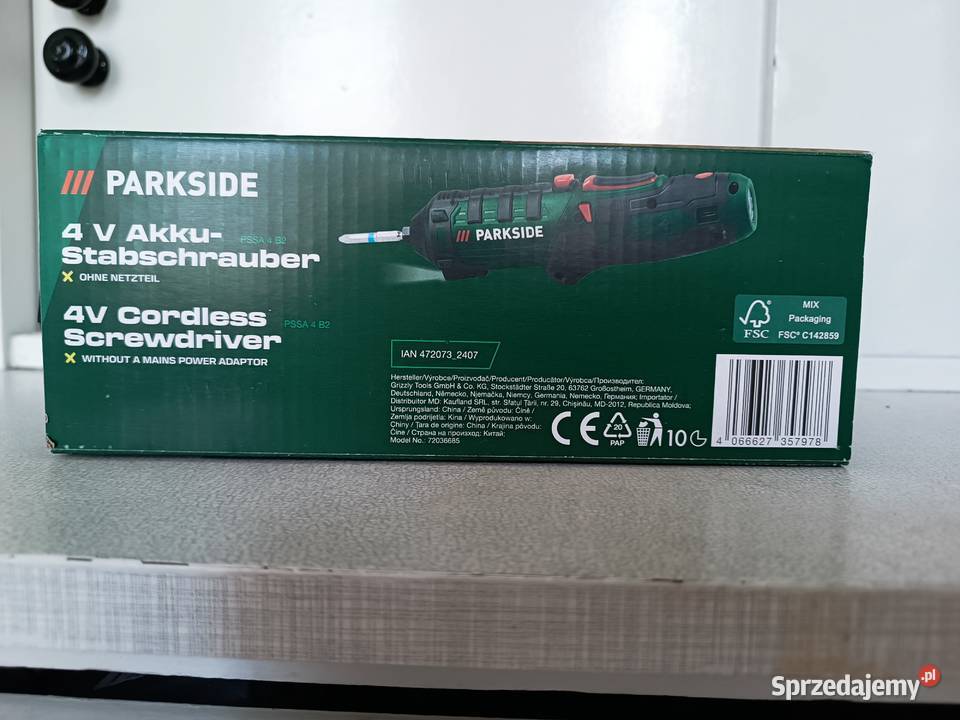 PARKSIDE
4 V Akku-
Stabschrauber
PSSA 4 B2
OHNE NETZTEIL
4V Cordless
Screwdriver
PSSA 4 B2
WITHOUT A MAINS POWER ADAPTOR
PARKSIDE
IAN 472073_2407
Hersteller/Výrobce/Proizvođač/Producent/Producător/Výrobca/Производител:
Grizzly Tools GmbH & Co. KG, Stockstädter Straße 20, 63762 Großostheim, GERMANY,
Deutschland, Německo, Njemačka, Niemcy, Germania, Nemecko, Германия; Importator /
Distribuitor MD: Kaufland SRL, str. Sfatul Țării, nr. 29, Chișinău, MD-2012, Republica Moldova;
Ursprungsland: China / Země původu: Čína /
Zemlja podrijetla: Kina / Wyprodukowano w:
Chiny / Țara de origine: China / Krajina pôvodu:
Čína / Страна на произход: Китай;
Model No.: 72036685
CE
20
PAP
10
FSC
MIX
Packaging
FSC® C142859
4 066627 357978
Sprzedajemy.pl